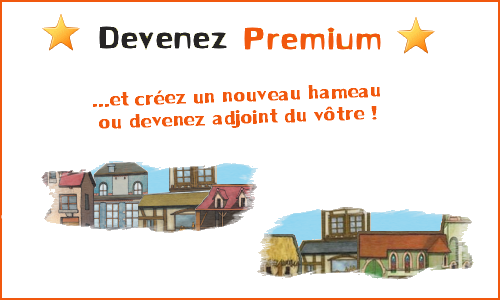 Devenez Premium
...et créez un nouveau hameau
ou devenez adjoint du vôtre !